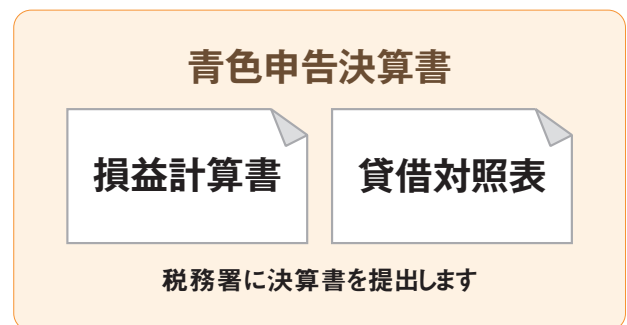 青色申告決算書
損益計算書
貸借対照表
税務署に決算書を提出します